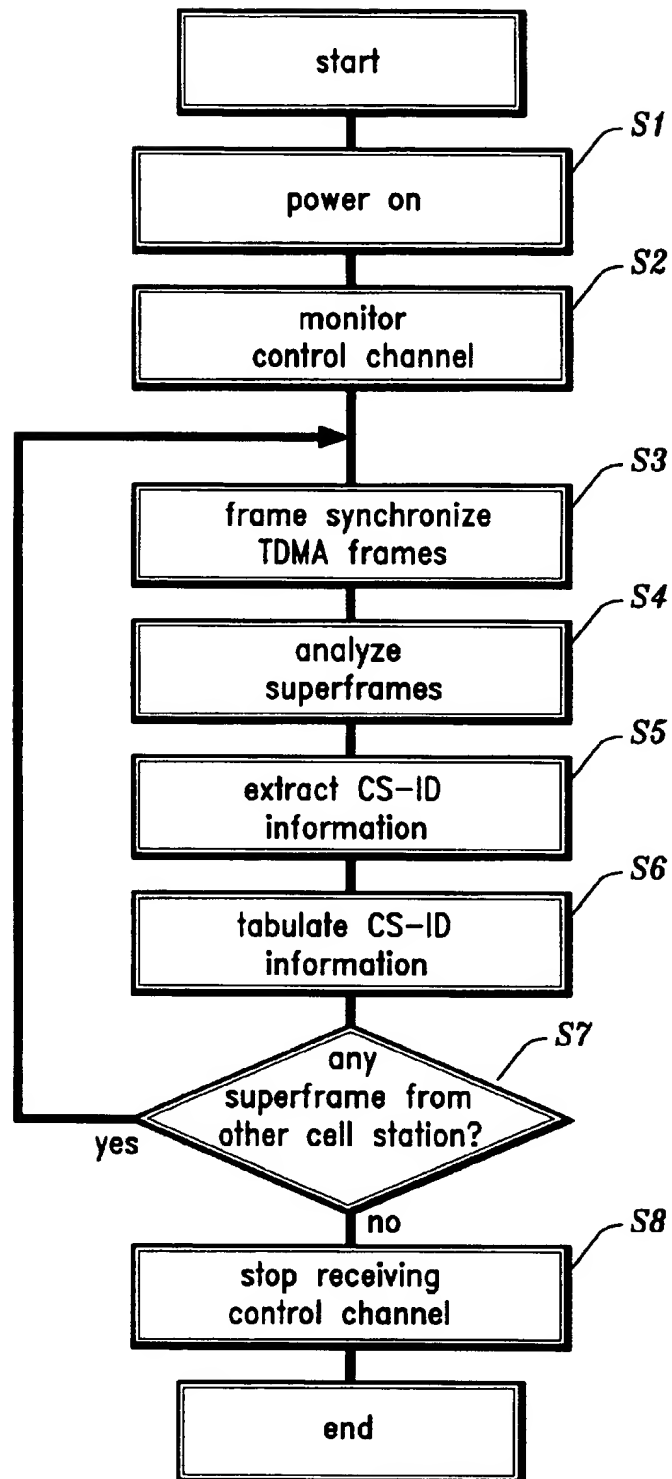 start
S1
power on
S2
monitor
control channel
S3
frame synchronize
TDMA frames
S4
analyze
superframes
S5
extract CS-ID
information
S6
tabulate CS-ID
information
S7
any
superframe from
other cell station?
yes
no
S8
stop receiving
control channel
end